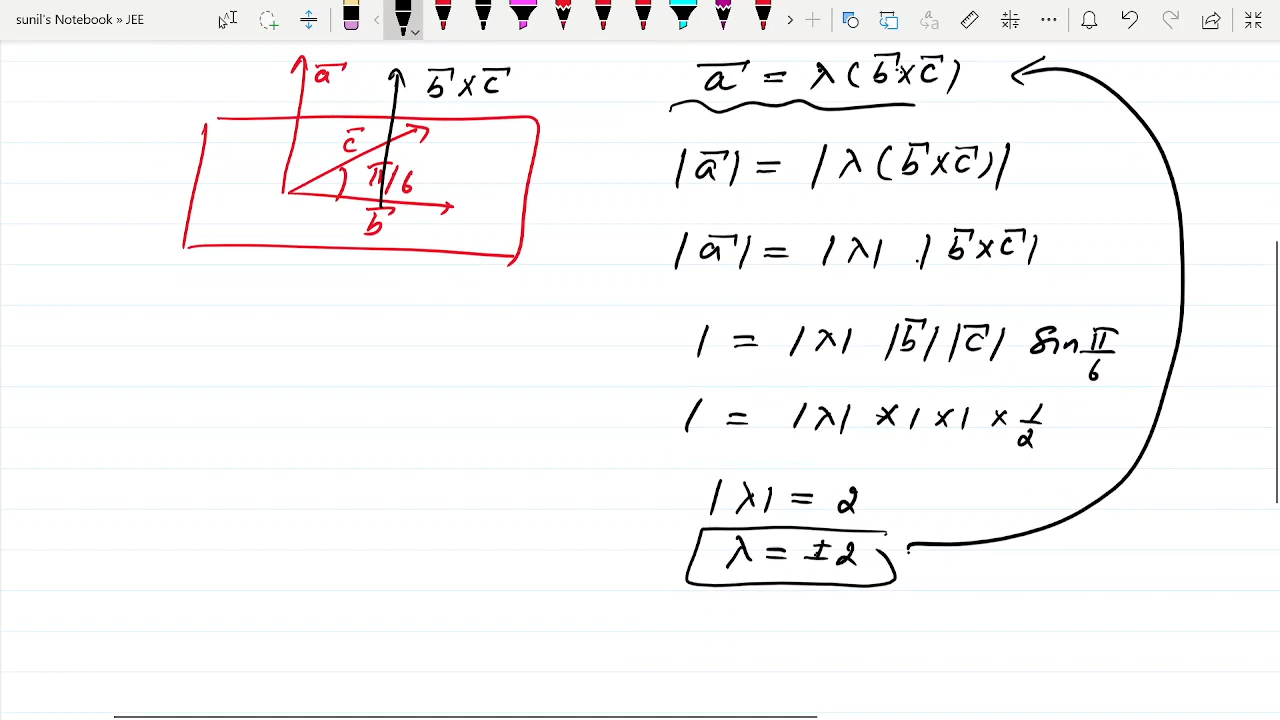 sunil's Notebook » JEE
a⃗
b⃗ × c⃗
c⃗
π/6
b⃗
a⃗ = λ(b⃗ × c⃗)
|a⃗| = |λ(b⃗ × c⃗)|
|a⃗| = |λ| . |b⃗ × c⃗|
1 = |λ| |b⃗| |c⃗| sin π/6
1 = |λ| × 1 × 1 × 1/2
|λ| = 2
λ = ±2